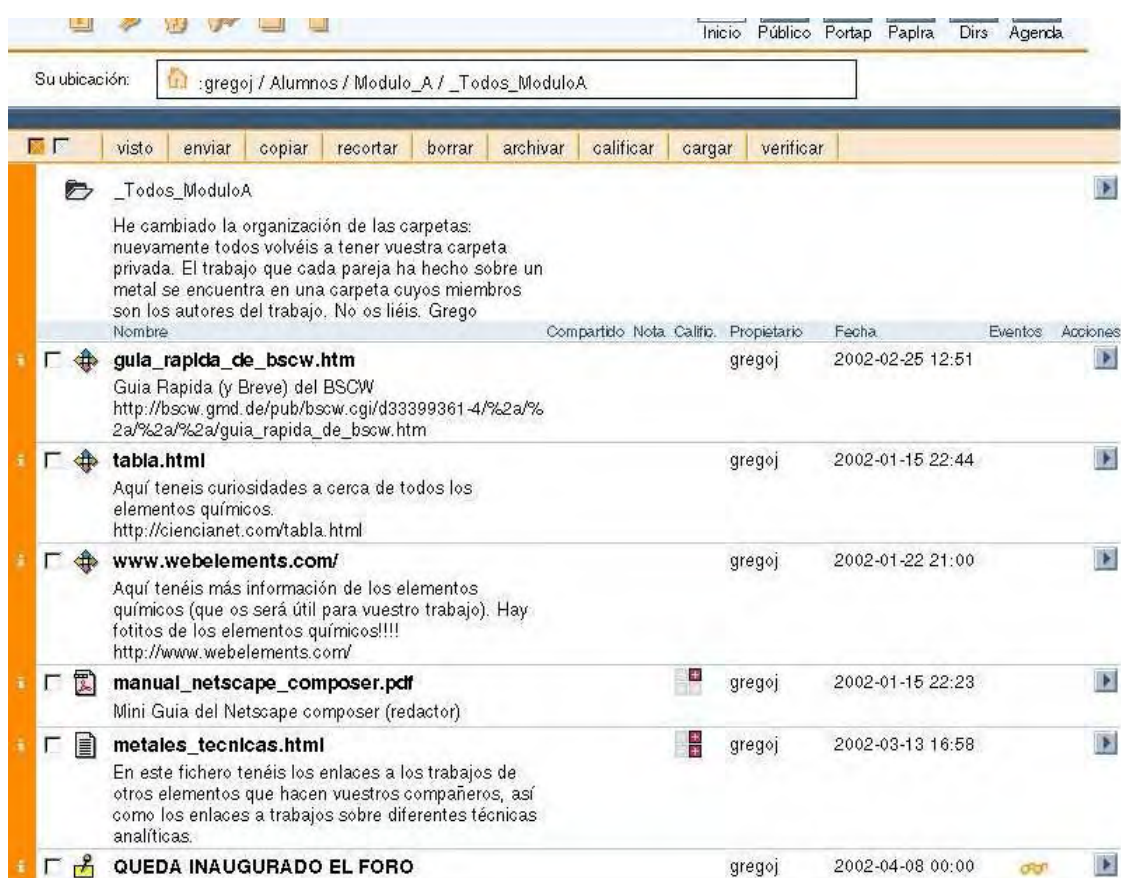 Inicio Público Portap PapIra Dirs Agenda
Su ubicación: :gregoj / Alumnos / Modulo_A / _Todos_ModuloA
visto enviar copiar recortar borrar archivar calificar cargar verificar
_Todos_ModuloA
He cambiado la organización de las carpetas:
nuevamente todos volvéis a tener vuestra carpeta
privada. El trabajo que cada pareja ha hecho sobre un
metal se encuentra en una carpeta cuyos miembros
son los autores del trabajo. No os liéis. Grego
Nombre Compartido Nota Calific. Propietario Fecha Eventos Acciones
guia_rapida_de_bscw.htm gregoj 2002-02-25 12:51
Guia Rapida (y Breve) del BSCW
http://bscw.gmd.de/pub/bscw.cgi/d33399361-4/%2a/%
2a/%2a/%2a/guia_rapida_de_bscw.htm
tabla.html gregoj 2002-01-15 22:44
Aquí teneis curiosidades a cerca de todos los
elementos químicos.
http://ciencianet.com/tabla.html
www.webelements.com/ gregoj 2002-01-22 21:00
Aquí tenéis más información de los elementos
químicos (que os será útil para vuestro trabajo). Hay
fotitos de los elementos químicos!!!!
http://www.webelements.com/
manual_netscape_composer.pdf gregoj 2002-01-15 22:23
Mini Guia del Netscape composer (redactor)
metales_tecnicas.html gregoj 2002-03-13 16:58
En este fichero tenéis los enlaces a los trabajos de
otros elementos que hacen vuestros compañeros, así
como los enlaces a trabajos sobre diferentes técnicas
analíticas.
QUEDA INAUGURADO EL FORO gregoj 2002-04-08 00:00